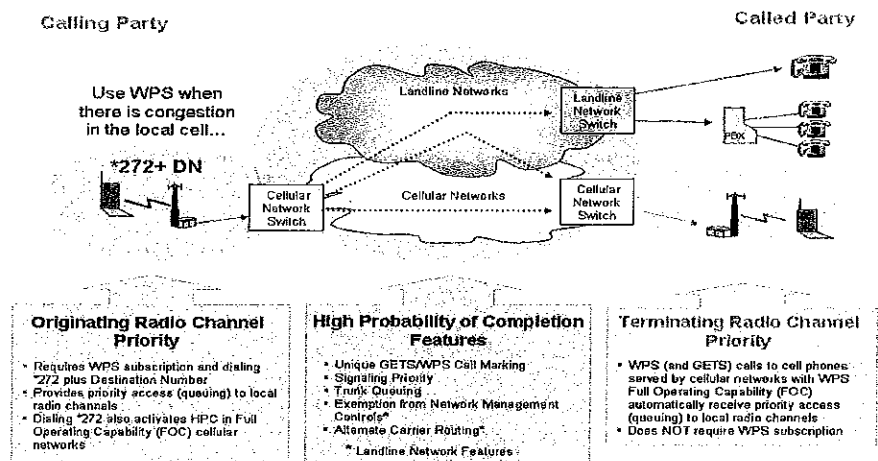 Calling Party
Called Party
Use WPS when
there is congestion
in the local cell...
*272+ DN
Landline Networks
Landline
Network
Switch
PBX
Cellular
Network
Switch
Cellular Networks
Cellular
Network
Switch
Originating Radio Channel
Priority
• Requires WPS subscription and dialing
*272 plus Destination Number
• Provides priority access (queuing) to local
radio channels
• Dialing *272 also activates HPC in Full
Operating Capability (FOC) cellular
networks
High Probability of Completion
Features
• Unique GETS/WPS Call Marking
• Signaling Priority
• Trunk Queuing
• Exemption from Network Management
Controls*
• Alternate Carrier Routing*
* Landline Network Features
Terminating Radio Channel
Priority
• WPS (and GETS) calls to cell phones
served by cellular networks with WPS
Full Operating Capability (FOC)
automatically receive priority access
(queuing) to local radio channels
• Does NOT require WPS subscription